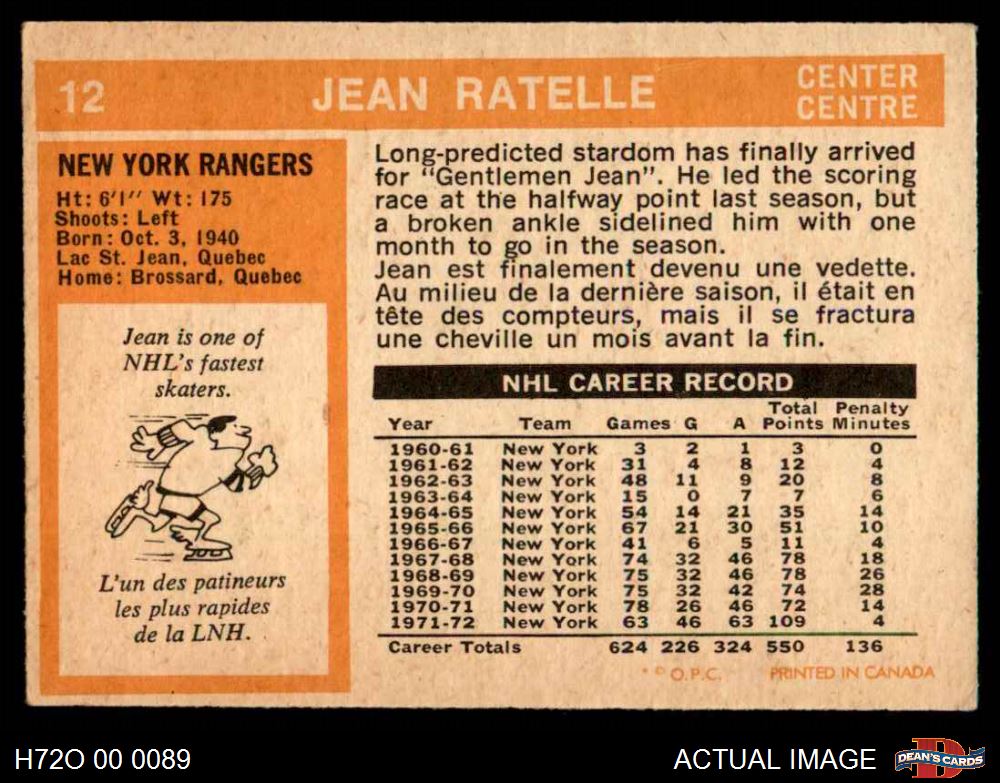 12
JEAN RATELLE
CENTER
CENTRE
NEW YORK RANGERS
Ht: 6'1'' Wt: 175
Shoots: Left
Born: Oct. 3, 1940
Lac St. Jean, Quebec
Home: Brossard, Quebec
Jean is one of
NHL's fastest
skaters.
L'un des patineurs
les plus rapides
de la LNH.
Long-predicted stardom has finally arrived
for "Gentlemen Jean". He led the scoring
race at the halfway point last season, but
a broken ankle sidelined him with one
month to go in the season.
Jean est finalement devenu une vedette.
Au milieu de la dernière saison, il était en
tête des compteurs, mais il se fractura
une cheville un mois avant la fin.
NHL CAREER RECORD
Year Team Games G A Total Points Penalty Minutes
1960-61 New York 3 2 1 3 0
1961-62 New York 31 4 8 12 4
1962-63 New York 48 11 9 20 8
1963-64 New York 15 0 7 7 6
1964-65 New York 54 14 21 35 14
1965-66 New York 67 21 30 51 10
1966-67 New York 41 6 5 11 4
1967-68 New York 74 32 46 78 18
1968-69 New York 75 32 46 78 26
1969-70 New York 75 32 42 74 28
1970-71 New York 78 26 46 72 14
1971-72 New York 63 46 63 109 4
Career Totals 624 226 324 550 136
* © O.P.C. PRINTED IN CANADA
H72O 00 0089
ACTUAL IMAGE
D
DEAN'S CARDS